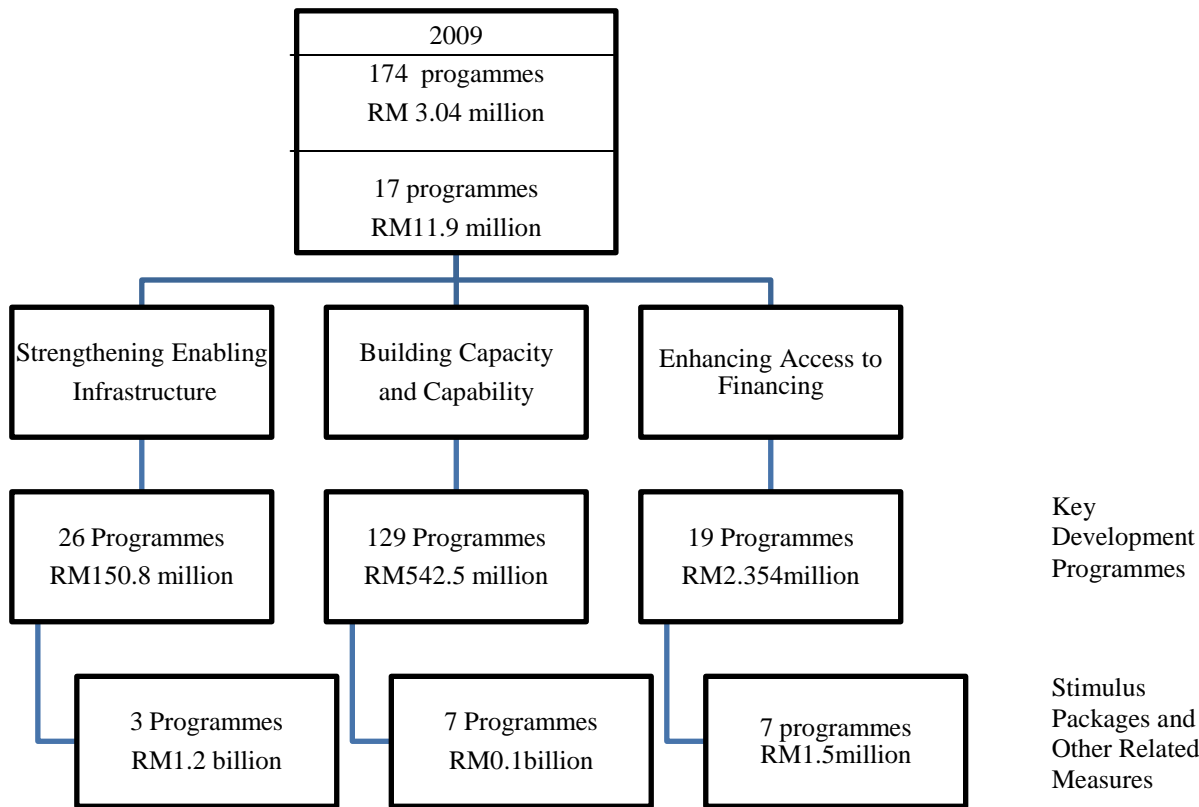 2009
174 progammes
RM 3.04 million
17 programmes
RM11.9 million
Strengthening Enabling
Infrastructure
Building Capacity
and Capability
Enhancing Access to
Financing
26 Programmes
RM150.8 million
129 Programmes
RM542.5 million
19 Programmes
RM2.354million
Key
Development
Programmes
3 Programmes
RM1.2 billion
7 Programmes
RM0.1billion
7 programmes
RM1.5million
Stimulus
Packages and
Other Related
Measures